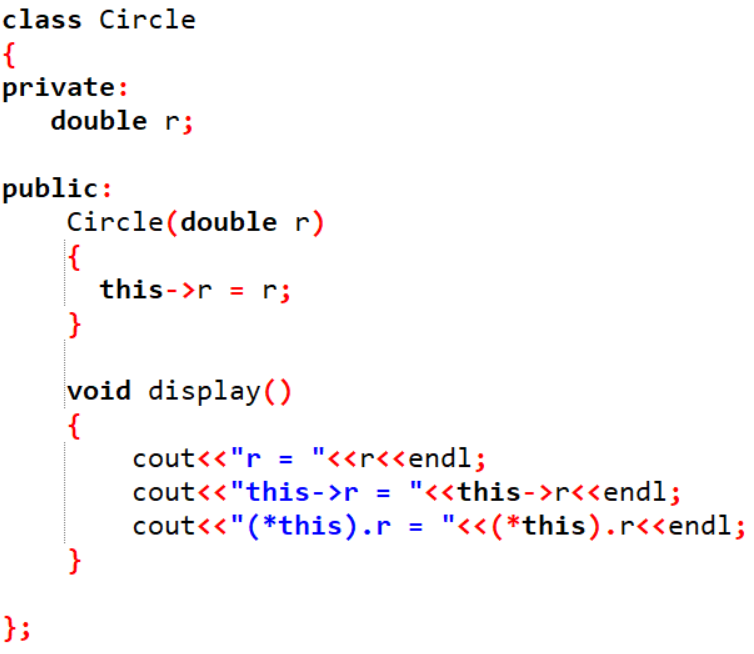 class Circle
{
private:
   double r;

public:
    Circle(double r)
    {
      this->r = r;
    }

    void display()
    {
        cout<<"r = "<<r<<endl;
        cout<<"this->r = "<<this->r<<endl;
        cout<<"(*this).r = "<<(*this).r<<endl;
    }

};